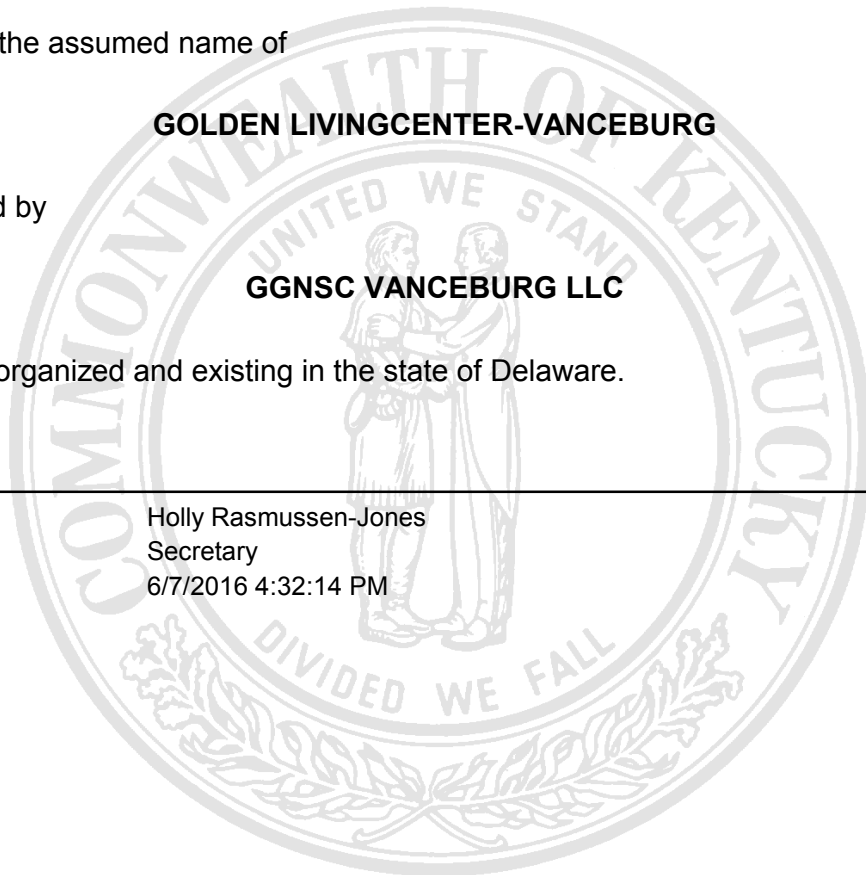 the assumed name of
GOLDEN LIVINGCENTER-VANCEBURG
d by
GGNSC VANCEBURG LLC
organized and existing in the state of Delaware.
Holly Rasmussen-Jones
Secretary
6/7/2016 4:32:14 PM
COMMONWEALTH OF KENTUCKY
UNITED WE STAND
DIVIDED WE FALL